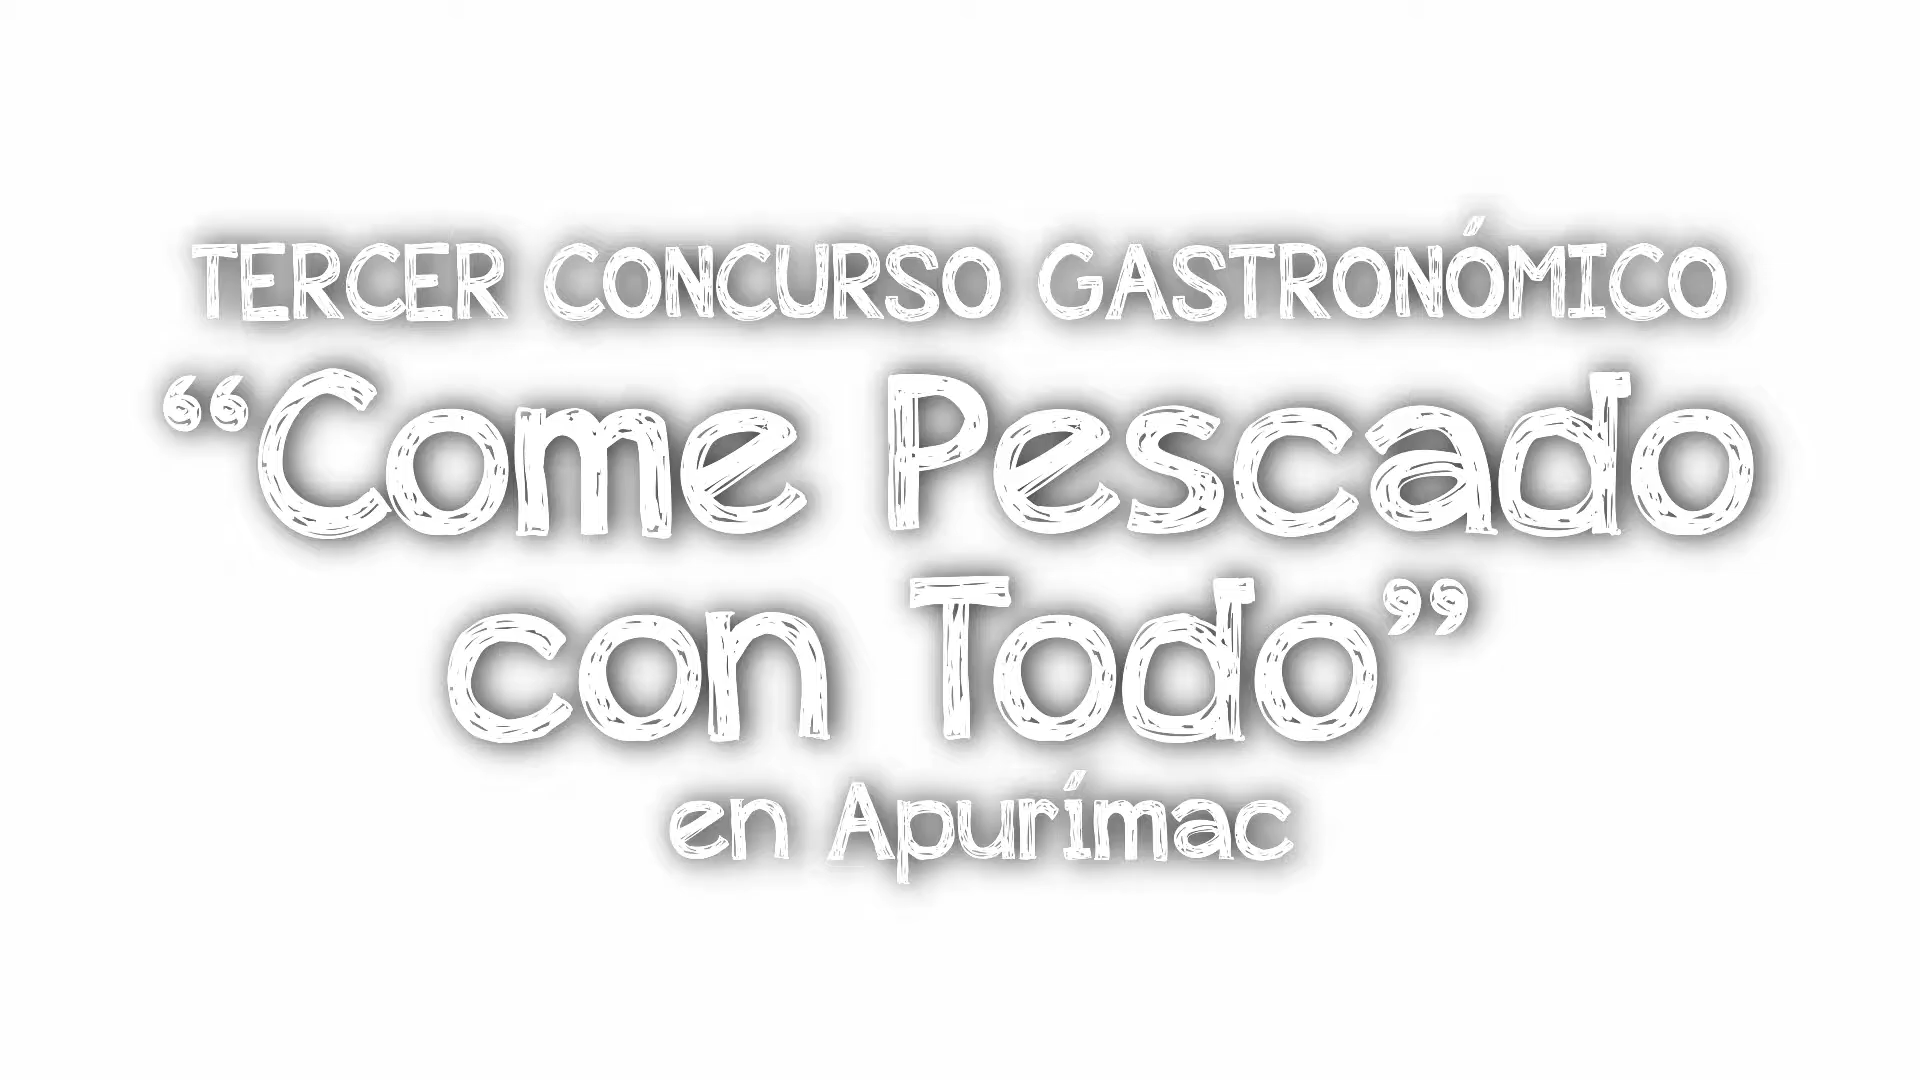 TERCER CONCURSO GASTRONÓMICO
“Come Pescado
con Todo”
en Apurímac